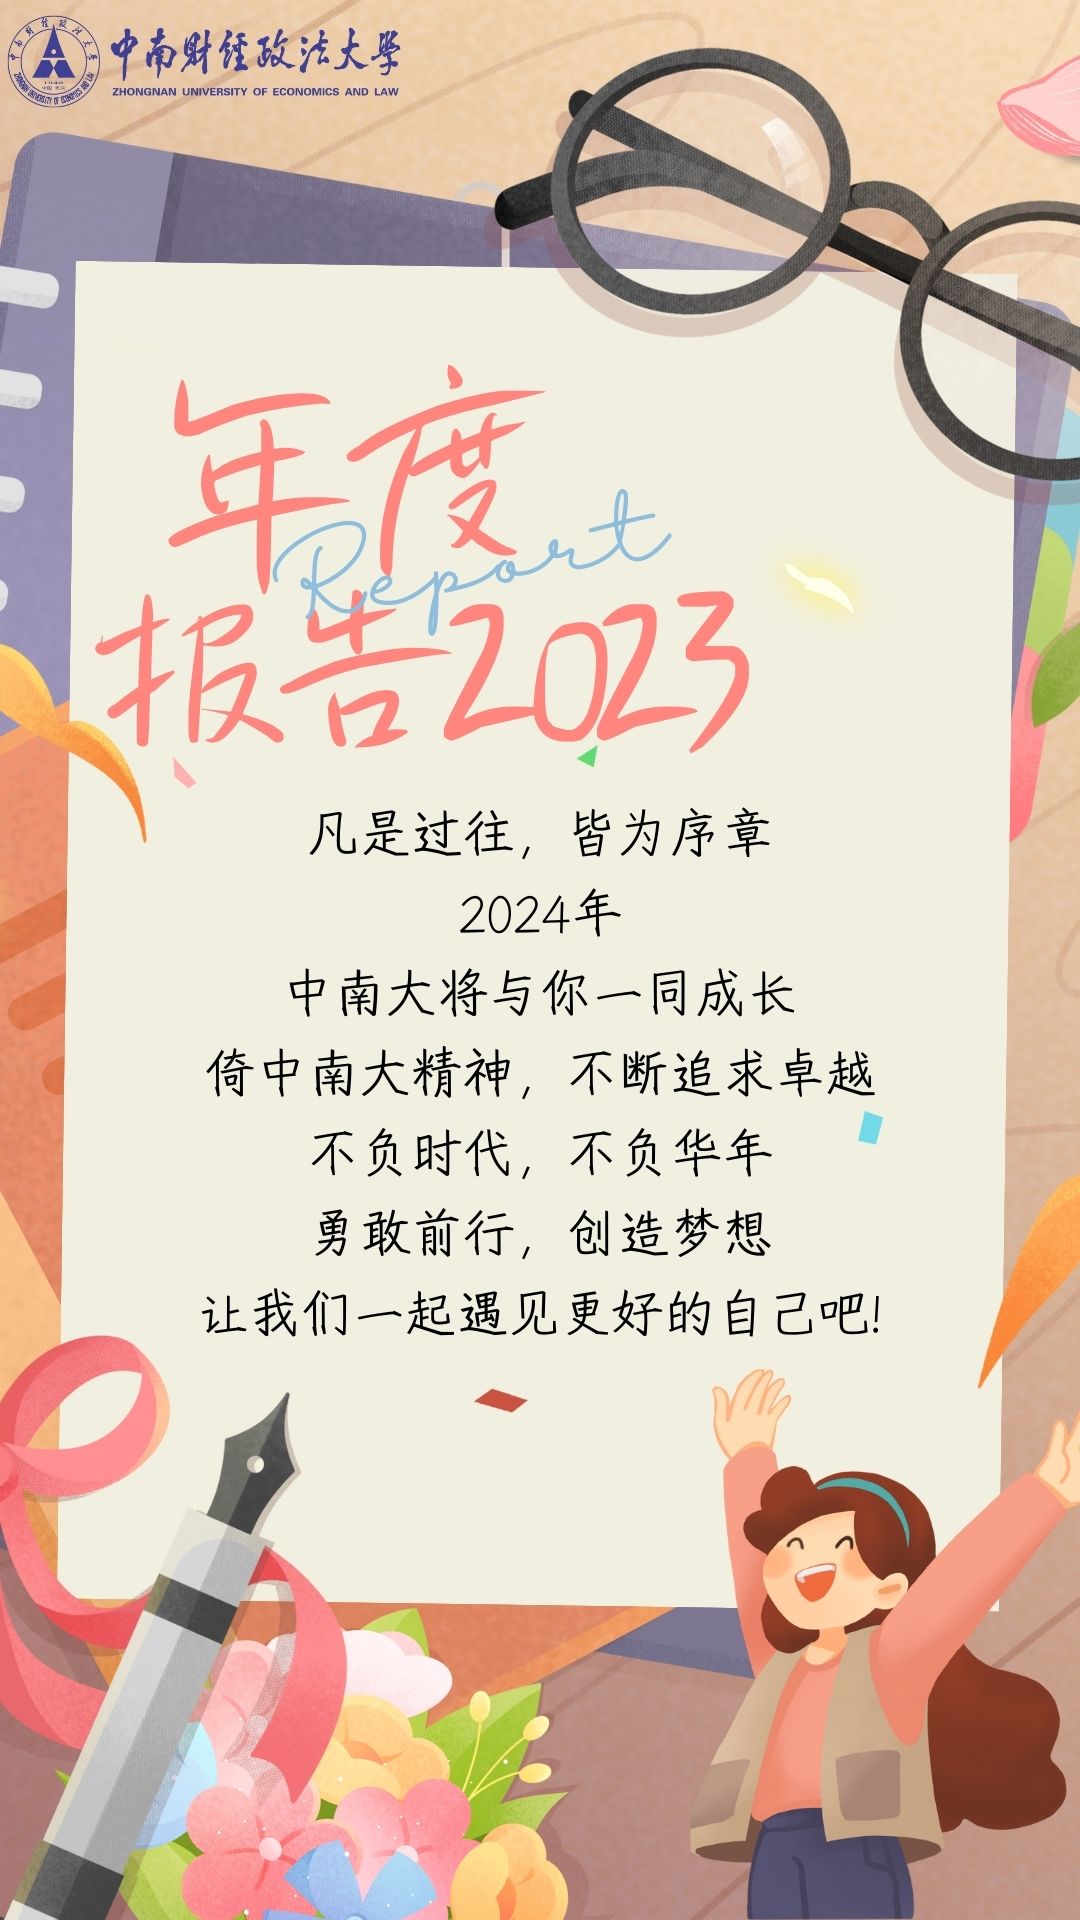 中南财经政法大学
ZHONGNAN UNIVERSITY OF ECONOMICS AND LAW
年度
Report
报告2023
凡是过往，皆为序章
2024年
中南大将与你一同成长
倚中南大精神，不断追求卓越
不负时代，不负华年
勇敢前行，创造梦想
让我们一起遇见更好的自己吧!